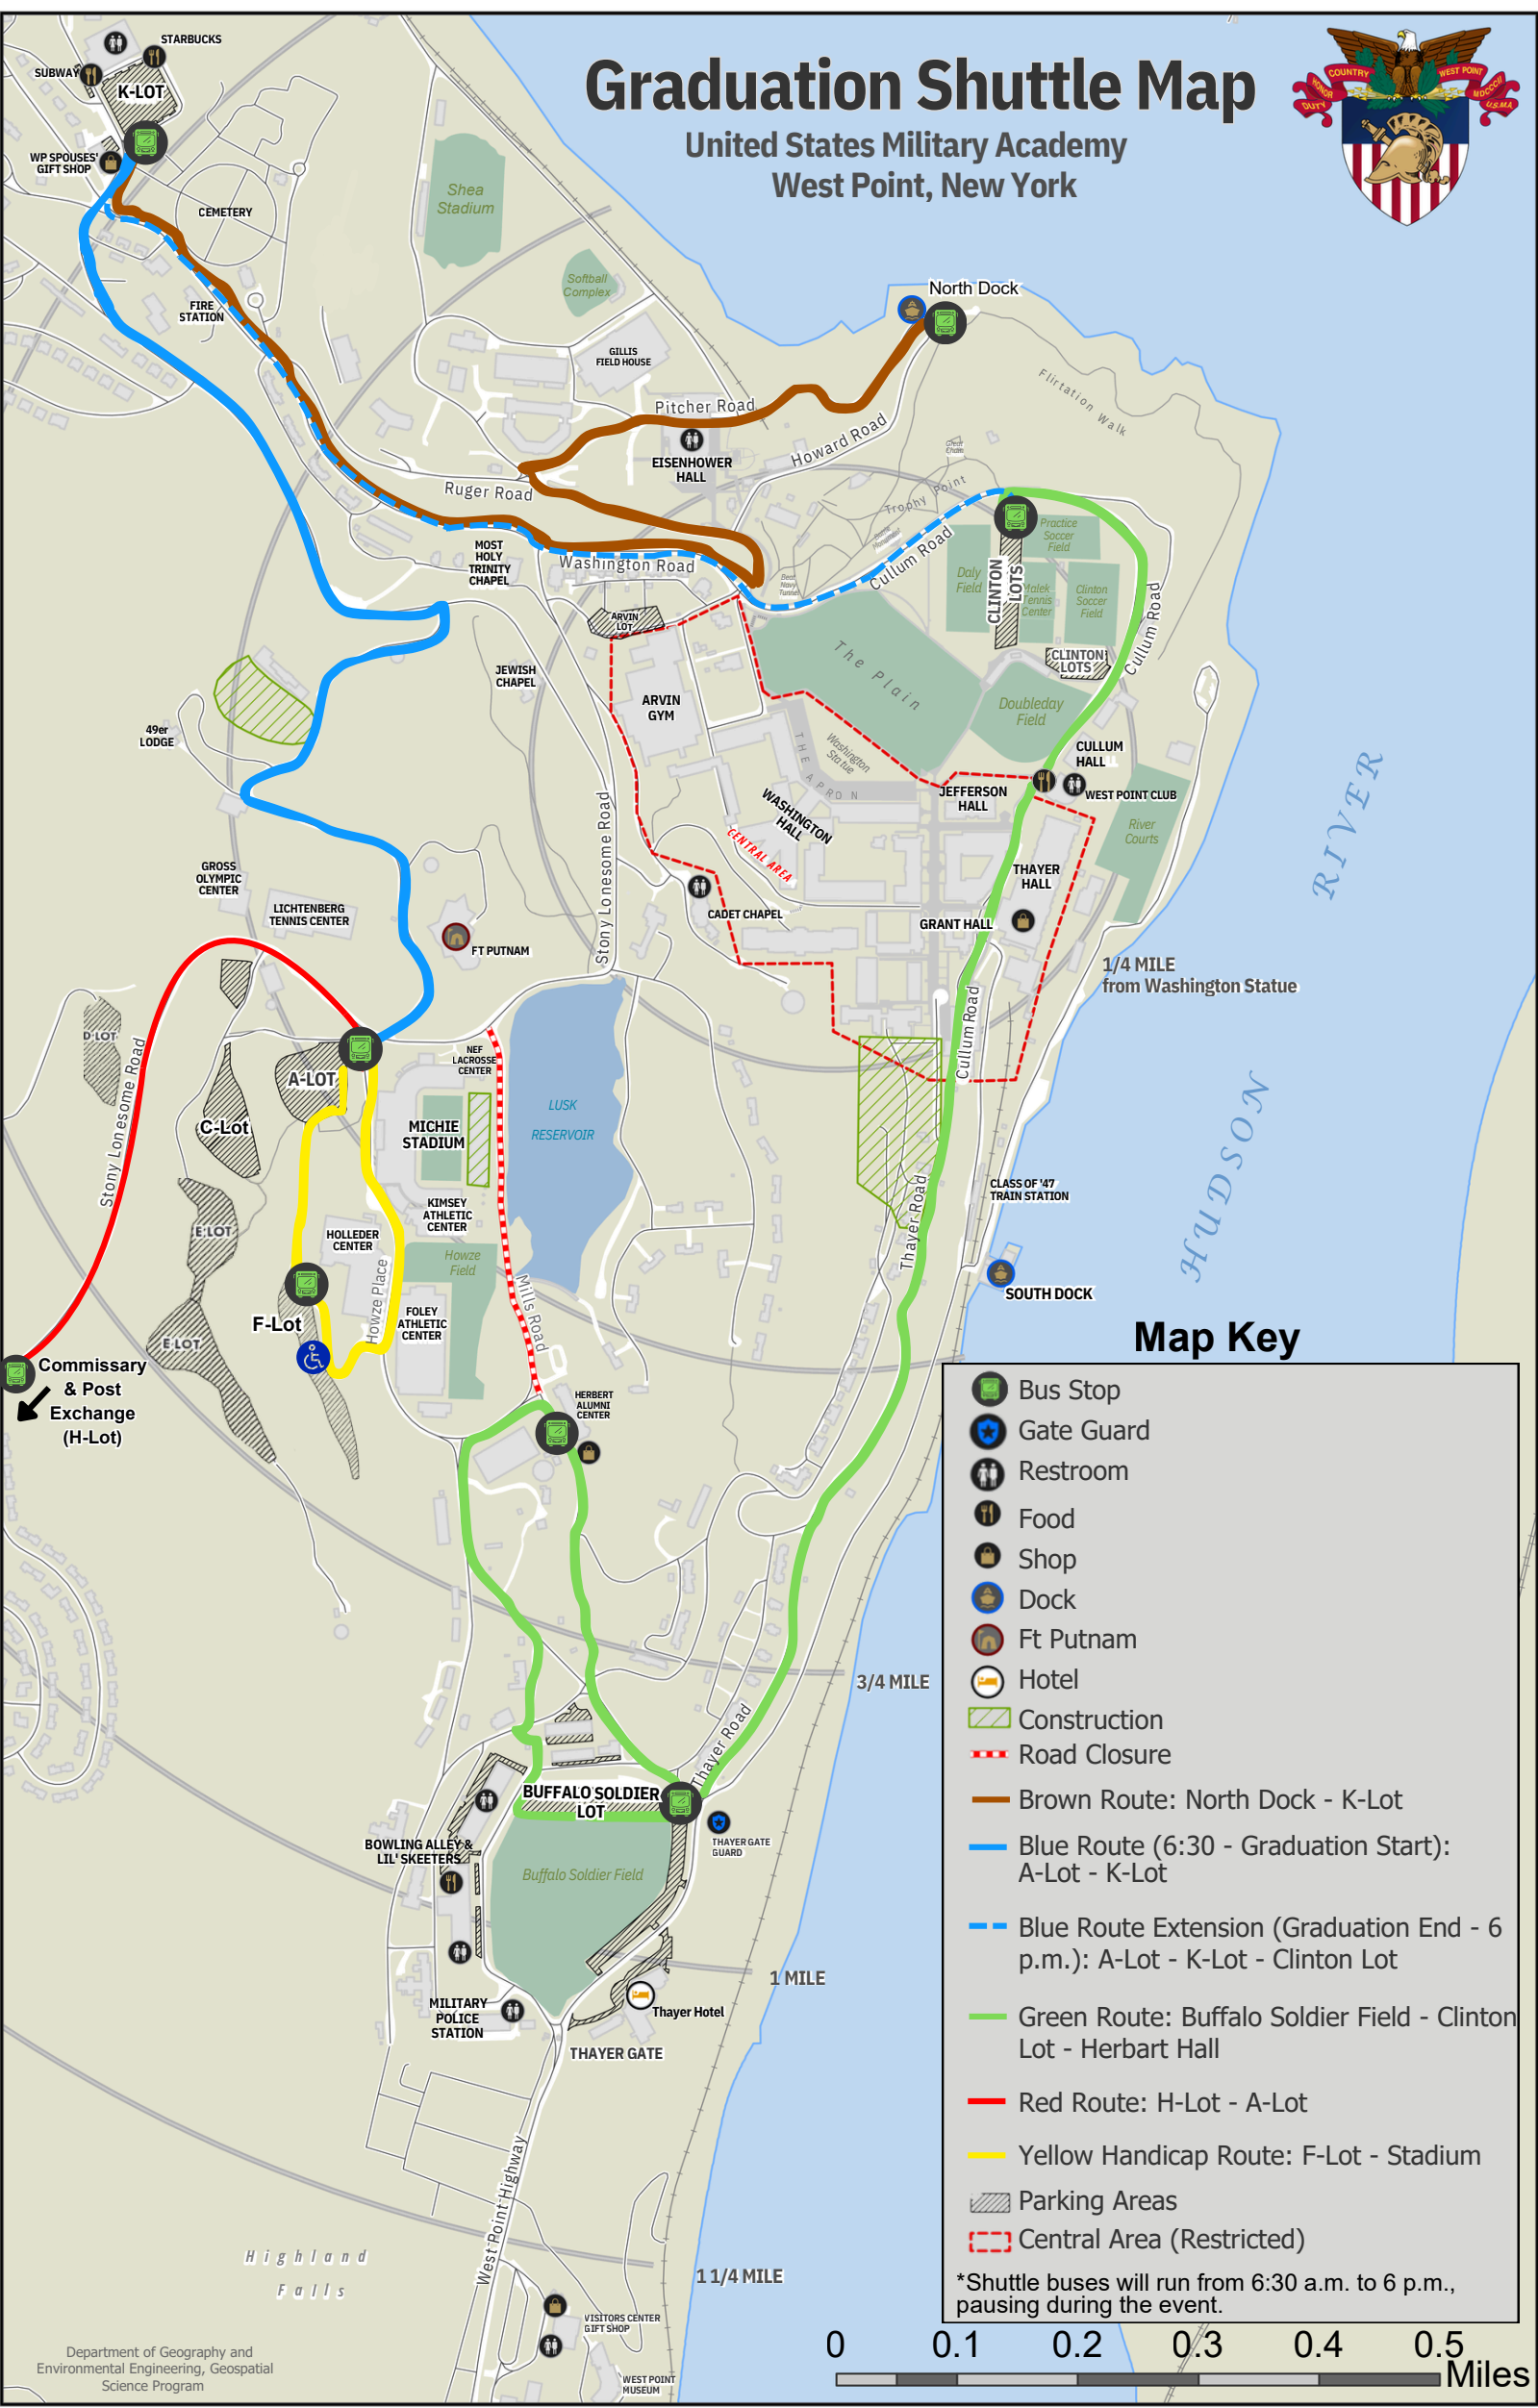 Graduation Shuttle Map
United States Military Academy
West Point, New York
DUTY
HONOR
COUNTRY
WEST POINT
MDCCCII
U.S.M.A
STARBUCKS
SUBWAY
K-LOT
WP SPOUSES'
GIFT SHOP
CEMETERY
Shea
Stadium
Softball
Complex
FIRE
STATION
North Dock
GILLIS
FIELD HOUSE
Flirtation Walk
Pitcher Road
Howard Road
EISENHOWER
HALL
Ruger Road
Trophy Point
MOST
HOLY
TRINITY
CHAPEL
Washington Road
Cullum Road
Practice
Soccer
Field
Daly
Field
CLINTON
LOTS
Malek
Tennis
Center
Clinton
Soccer
Field
Cullum Road
ARVIN
LOT
The Plain
CLINTON
LOTS
JEWISH
CHAPEL
ARVIN
GYM
Doubleday
Field
49er
LODGE
THE APRON
Washington
Statue
CULLUM
HALL
WEST POINT CLUB
JEFFERSON
HALL
WASHINGTON
HALL
River
Courts
RIVER
CENTRAL AREA
Stony Lonesome Road
GROSS
OLYMPIC
CENTER
LICHTENBERG
TENNIS CENTER
THAYER
HALL
CADET CHAPEL
GRANT HALL
FT PUTNAM
1/4 MILE
from Washington Statue
D-LOT
Stony Lonesome Road
A-LOT
NEF
LACROSSE
CENTER
Cullum Road
C-Lot
MICHIE
STADIUM
LUSK
RESERVOIR
HUDSON
CLASS OF '47
TRAIN STATION
E-LOT
KIMSEY
ATHLETIC
CENTER
HOLLEDER
CENTER
Howze
Field
Thayer Road
SOUTH DOCK
F-Lot
Howze Place
FOLEY
ATHLETIC
CENTER
Mills Road
E-LOT
Commissary
& Post
Exchange
(H-Lot)
HERBERT
ALUMNI
CENTER
3/4 MILE
Thayer Road
BUFFALO SOLDIER
LOT
BOWLING ALLEY &
LIL' SKEETERS
THAYER GATE
GUARD
Buffalo Soldier Field
1 MILE
MILITARY
POLICE
STATION
Thayer Hotel
THAYER GATE
West Point Highway
Highland
Falls
1 1/4 MILE
VISITORS CENTER
GIFT SHOP
WEST POINT
MUSEUM
Department of Geography and
Environmental Engineering, Geospatial
Science Program
Map Key
Bus Stop
Gate Guard
Restroom
Food
Shop
Dock
Ft Putnam
Hotel
Construction
Road Closure
Brown Route: North Dock - K-Lot
Blue Route (6:30 - Graduation Start):
A-Lot - K-Lot
Blue Route Extension (Graduation End - 6
p.m.): A-Lot - K-Lot - Clinton Lot
Green Route: Buffalo Soldier Field - Clinton
Lot - Herbart Hall
Red Route: H-Lot - A-Lot
Yellow Handicap Route: F-Lot - Stadium
Parking Areas
Central Area (Restricted)
*Shuttle buses will run from 6:30 a.m. to 6 p.m.,
pausing during the event.
0 0.1 0.2 0.3 0.4 0.5
Miles